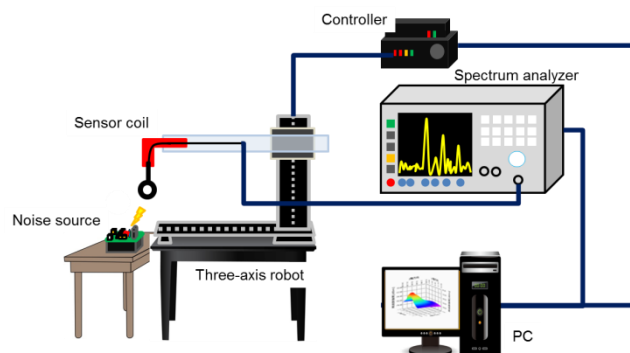 Controller
Spectrum analyzer
Sensor coil
Noise source
Three-axis robot
PC